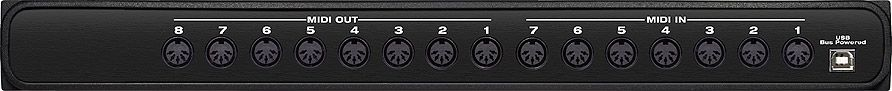 MIDI OUT MIDI IN
8 7 6 5 4 3 2 1 7 6 5 4 3 2 1
USB
Bus Powered